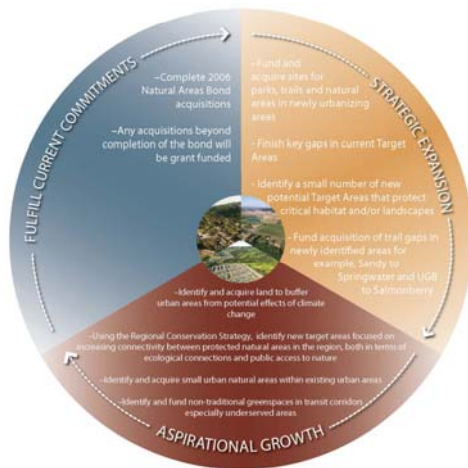 FULFILL CURRENT COMMITMENTS
–Complete 2006
Natural Areas Bond
acquisitions
–Any acquisitions beyond
completion of the bond will
be grant funded
STRATEGIC EXPANSION
- Fund and
acquire sites for
parks, trails and natural
areas in newly urbanizing
areas
- Finish key gaps in current Target
Areas
- Identify a small number of new
potential Target Areas that protect
critical habitat and/or landscapes
- Fund acquisition of trail gaps in
newly identified areas for
example, Sandy to
Springwater and UGB
to Salmonberry
–Identify and acquire land to buffer
urban areas from potential effects of climate
change
–Using the Regional Conservation Strategy, identify new target areas focused on
increasing connectivity between protected natural areas in the region, both in terms of
ecological connections and public access to nature
–Identify and acquire small urban natural areas within existing urban areas
–Identify and fund non-traditional greenspaces in transit corridors
especially underserved areas
ASPIRATIONAL GROWTH